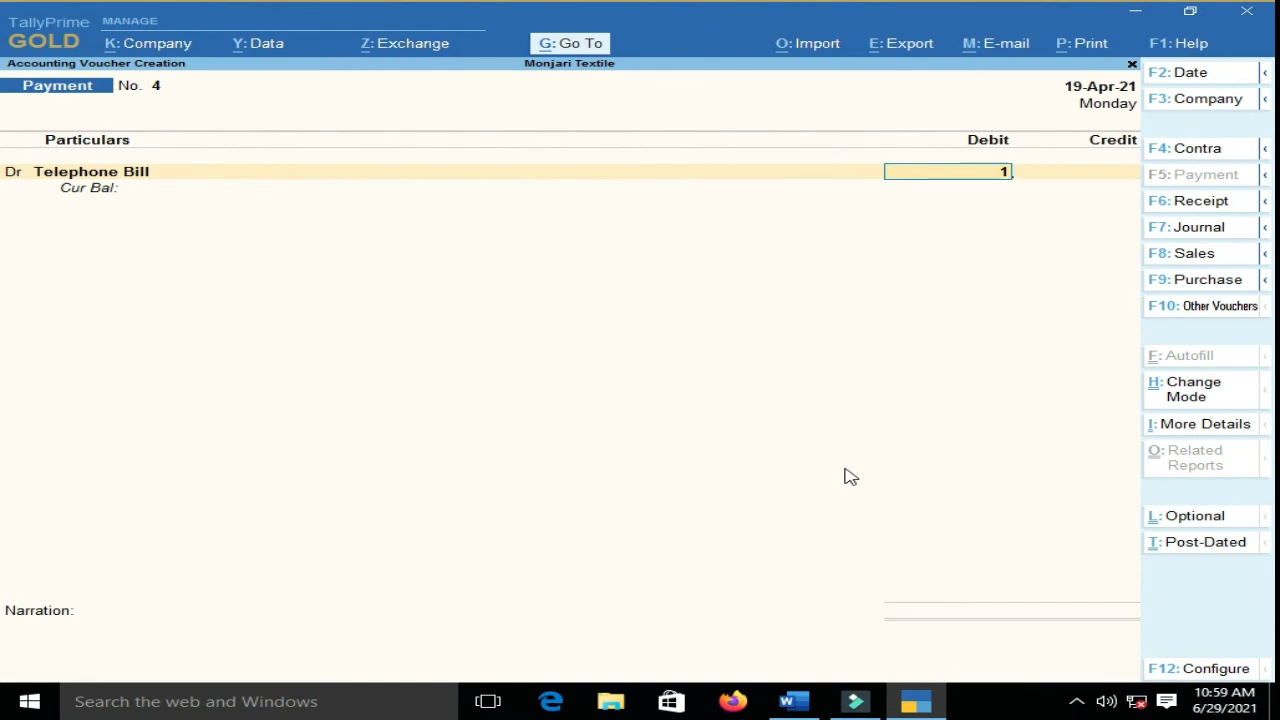 TallyPrime MANAGE
GOLD K: Company Y: Data Z: Exchange G: Go To O: Import E: Export M: E-mail P: Print F1: Help
Accounting Voucher Creation Monjari Textile
Payment No. 4 19-Apr-21
Monday
Particulars Debit Credit
Dr Telephone Bill 1
Cur Bal:
Narration:
F2: Date
F3: Company
F4: Contra
F5: Payment
F6: Receipt
F7: Journal
F8: Sales
F9: Purchase
F10: Other Vouchers
F: Autofill
H: Change
Mode
I: More Details
O: Related
Reports
L: Optional
T: Post-Dated
F12: Configure
Search the web and Windows
10:59 AM
6/29/2021